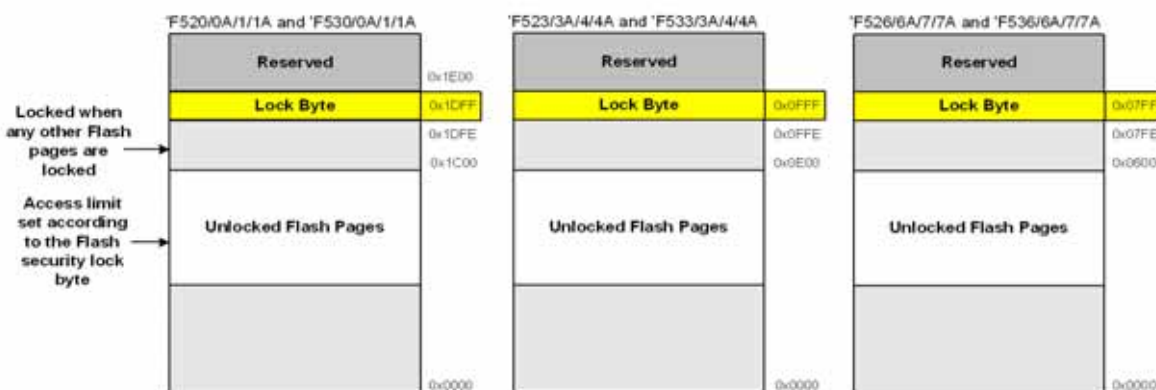 'F520/0A/1/1A and 'F530/0A/1/1A
'F523/3A/4/4A and 'F533/3A/4/4A
'F526/6A/7/7A and 'F536/6A/7/7A
Reserved
0x1E00
Lock Byte
0x1DFF
0x1DFE
0x1C00
Unlocked Flash Pages
0x0000
Locked when
any other Flash
pages are
locked
Access limit
set according
to the Flash
security lock
byte
Reserved
Lock Byte
0x0FFF
0x0FFE
0x0E00
Unlocked Flash Pages
0x0000
Reserved
Lock Byte
0x07FF
0x07FE
0x0600
Unlocked Flash Pages
0x0000